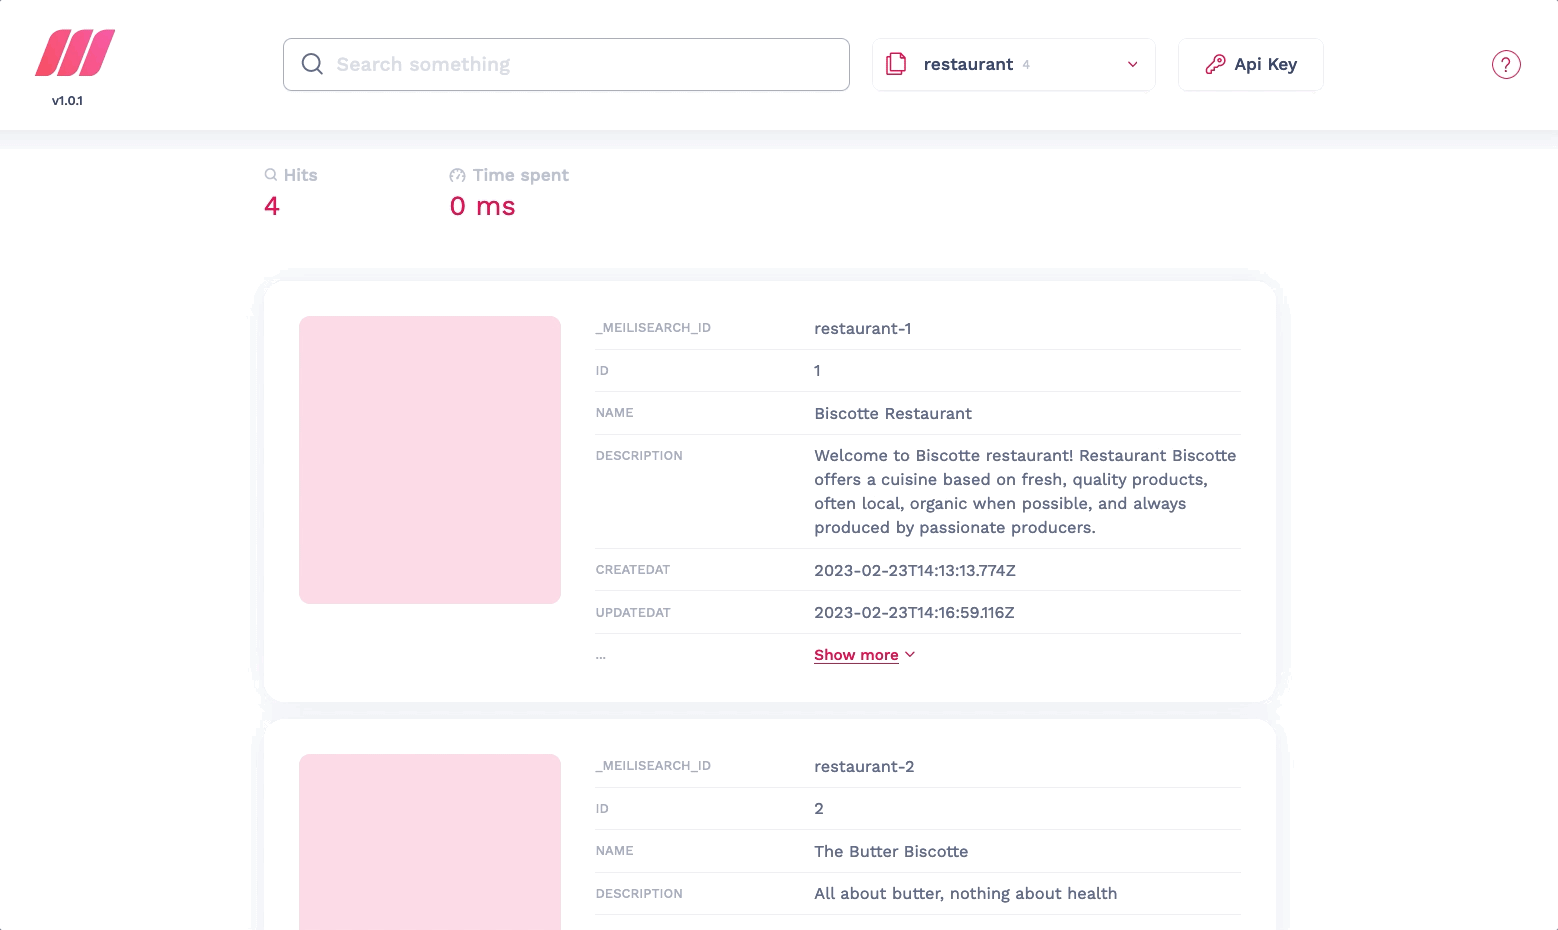 v1.0.1
Search something
restaurant 4
Api Key
?
Hits
4
Time spent
0 ms
_MEILISEARCH_ID
restaurant-1
ID
1
NAME
Biscotte Restaurant
DESCRIPTION
Welcome to Biscotte restaurant! Restaurant Biscotte
offers a cuisine based on fresh, quality products,
often local, organic when possible, and always
produced by passionate producers.
CREATEDAT
2023-02-23T14:13:13.774Z
UPDATEDAT
2023-02-23T14:16:59.116Z
...
Show more
_MEILISEARCH_ID
restaurant-2
ID
2
NAME
The Butter Biscotte
DESCRIPTION
All about butter, nothing about health